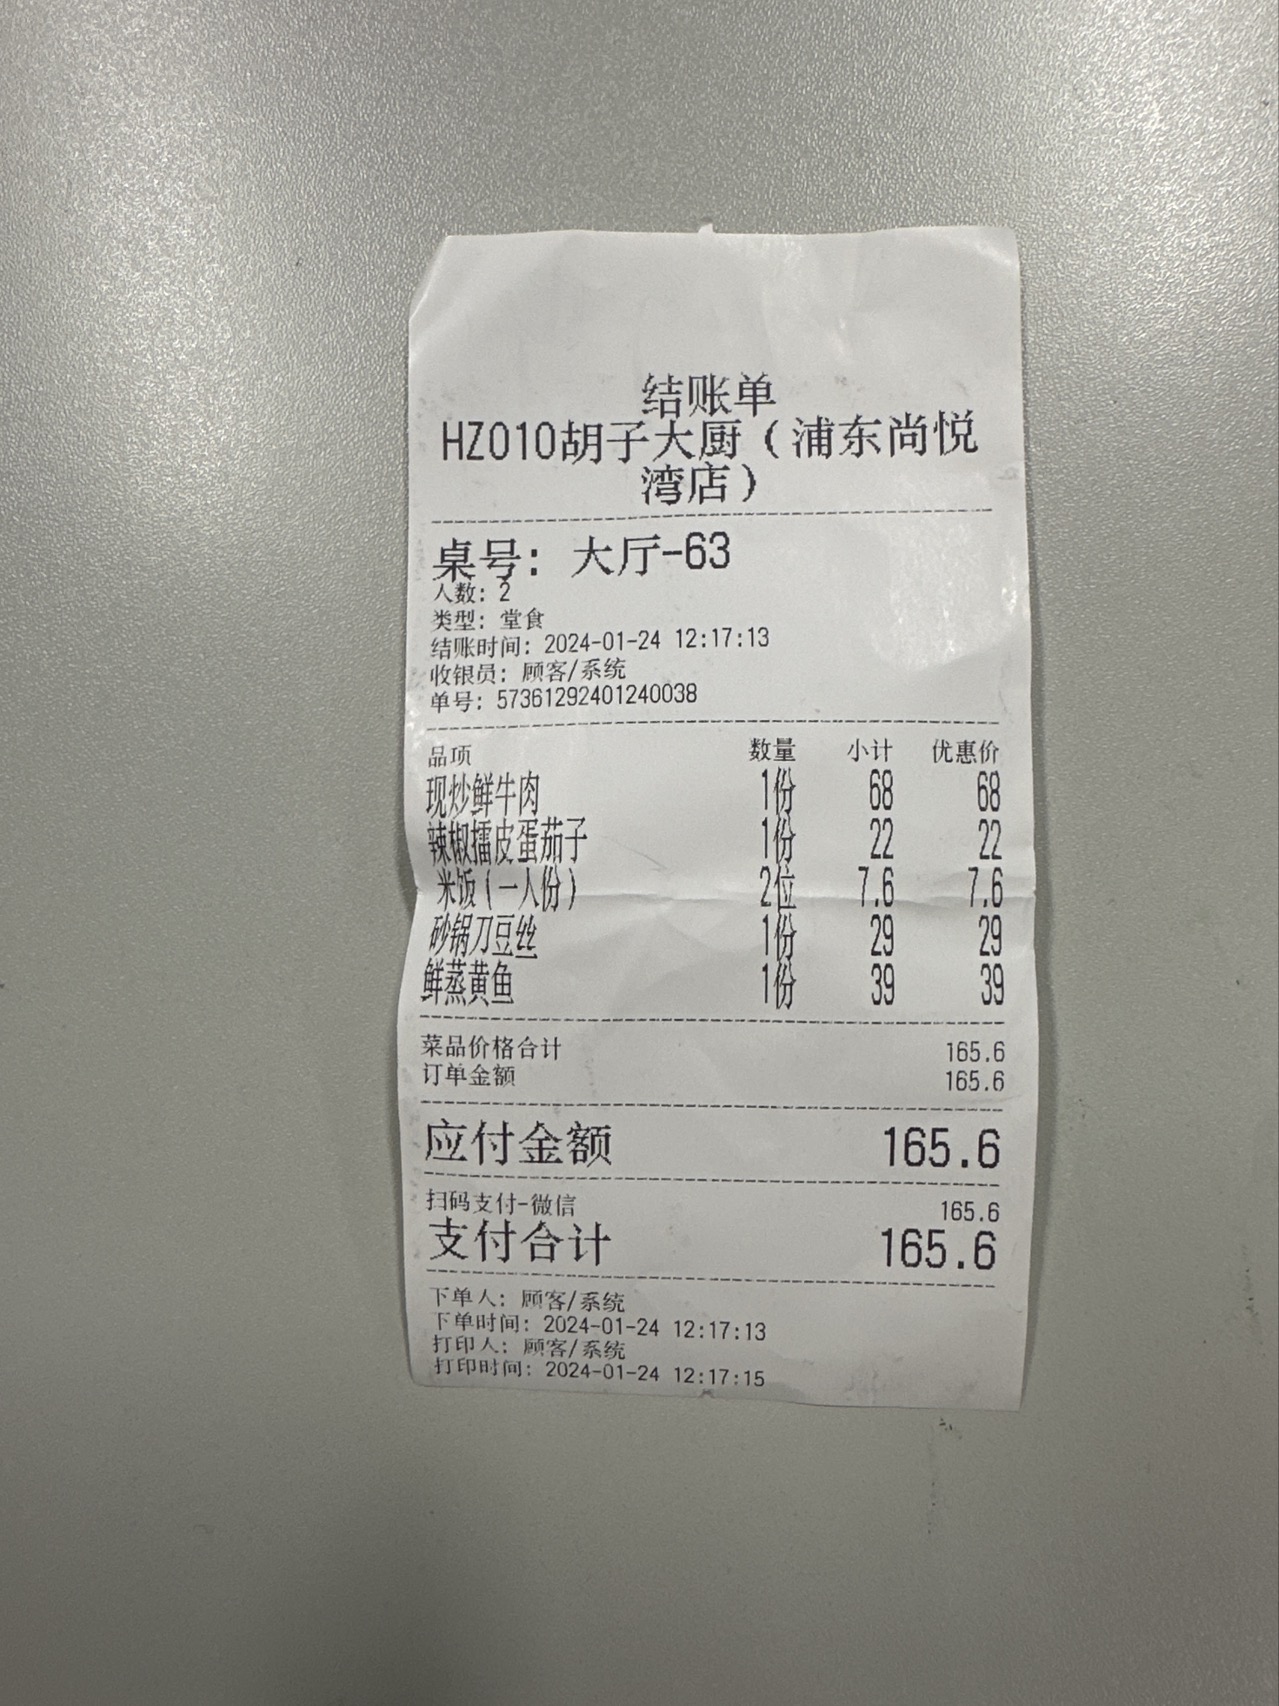 结账单
HZ010胡子大厨（浦东尚悦
湾店）
桌号：大厅-63
人数：2
类型：堂食
结账时间：2024-01-24 12:17:13
收银员：顾客/系统
单号：57361292401240038
品项 数量 小计 优惠价
现炒鲜牛肉 1份 68 68
辣椒擂皮蛋茄子 1份 22 22
米饭（一人份） 2位 7.6 7.6
砂锅刀豆丝 1份 29 29
鲜蒸黄鱼 1份 39 39
菜品价格合计 165.6
订单金额 165.6
应付金额 165.6
扫码支付-微信 165.6
支付合计 165.6
下单人：顾客/系统
下单时间：2024-01-24 12:17:13
打印人：顾客/系统
打印时间：2024-01-24 12:17:15